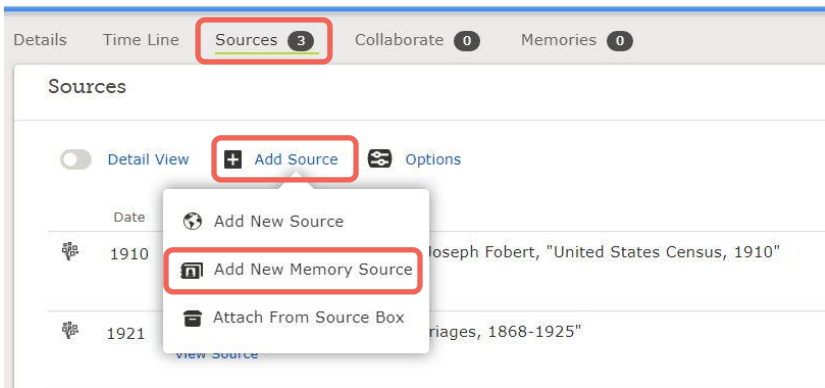 Details Time Line Sources 3 Collaborate 0 Memories 0
Sources
Detail View Add Source Options
Date
Add New Source
1910 Joseph Fobert, "United States Census, 1910"
Add New Memory Source
Attach From Source Box
1921 riages, 1868-1925"
View Source